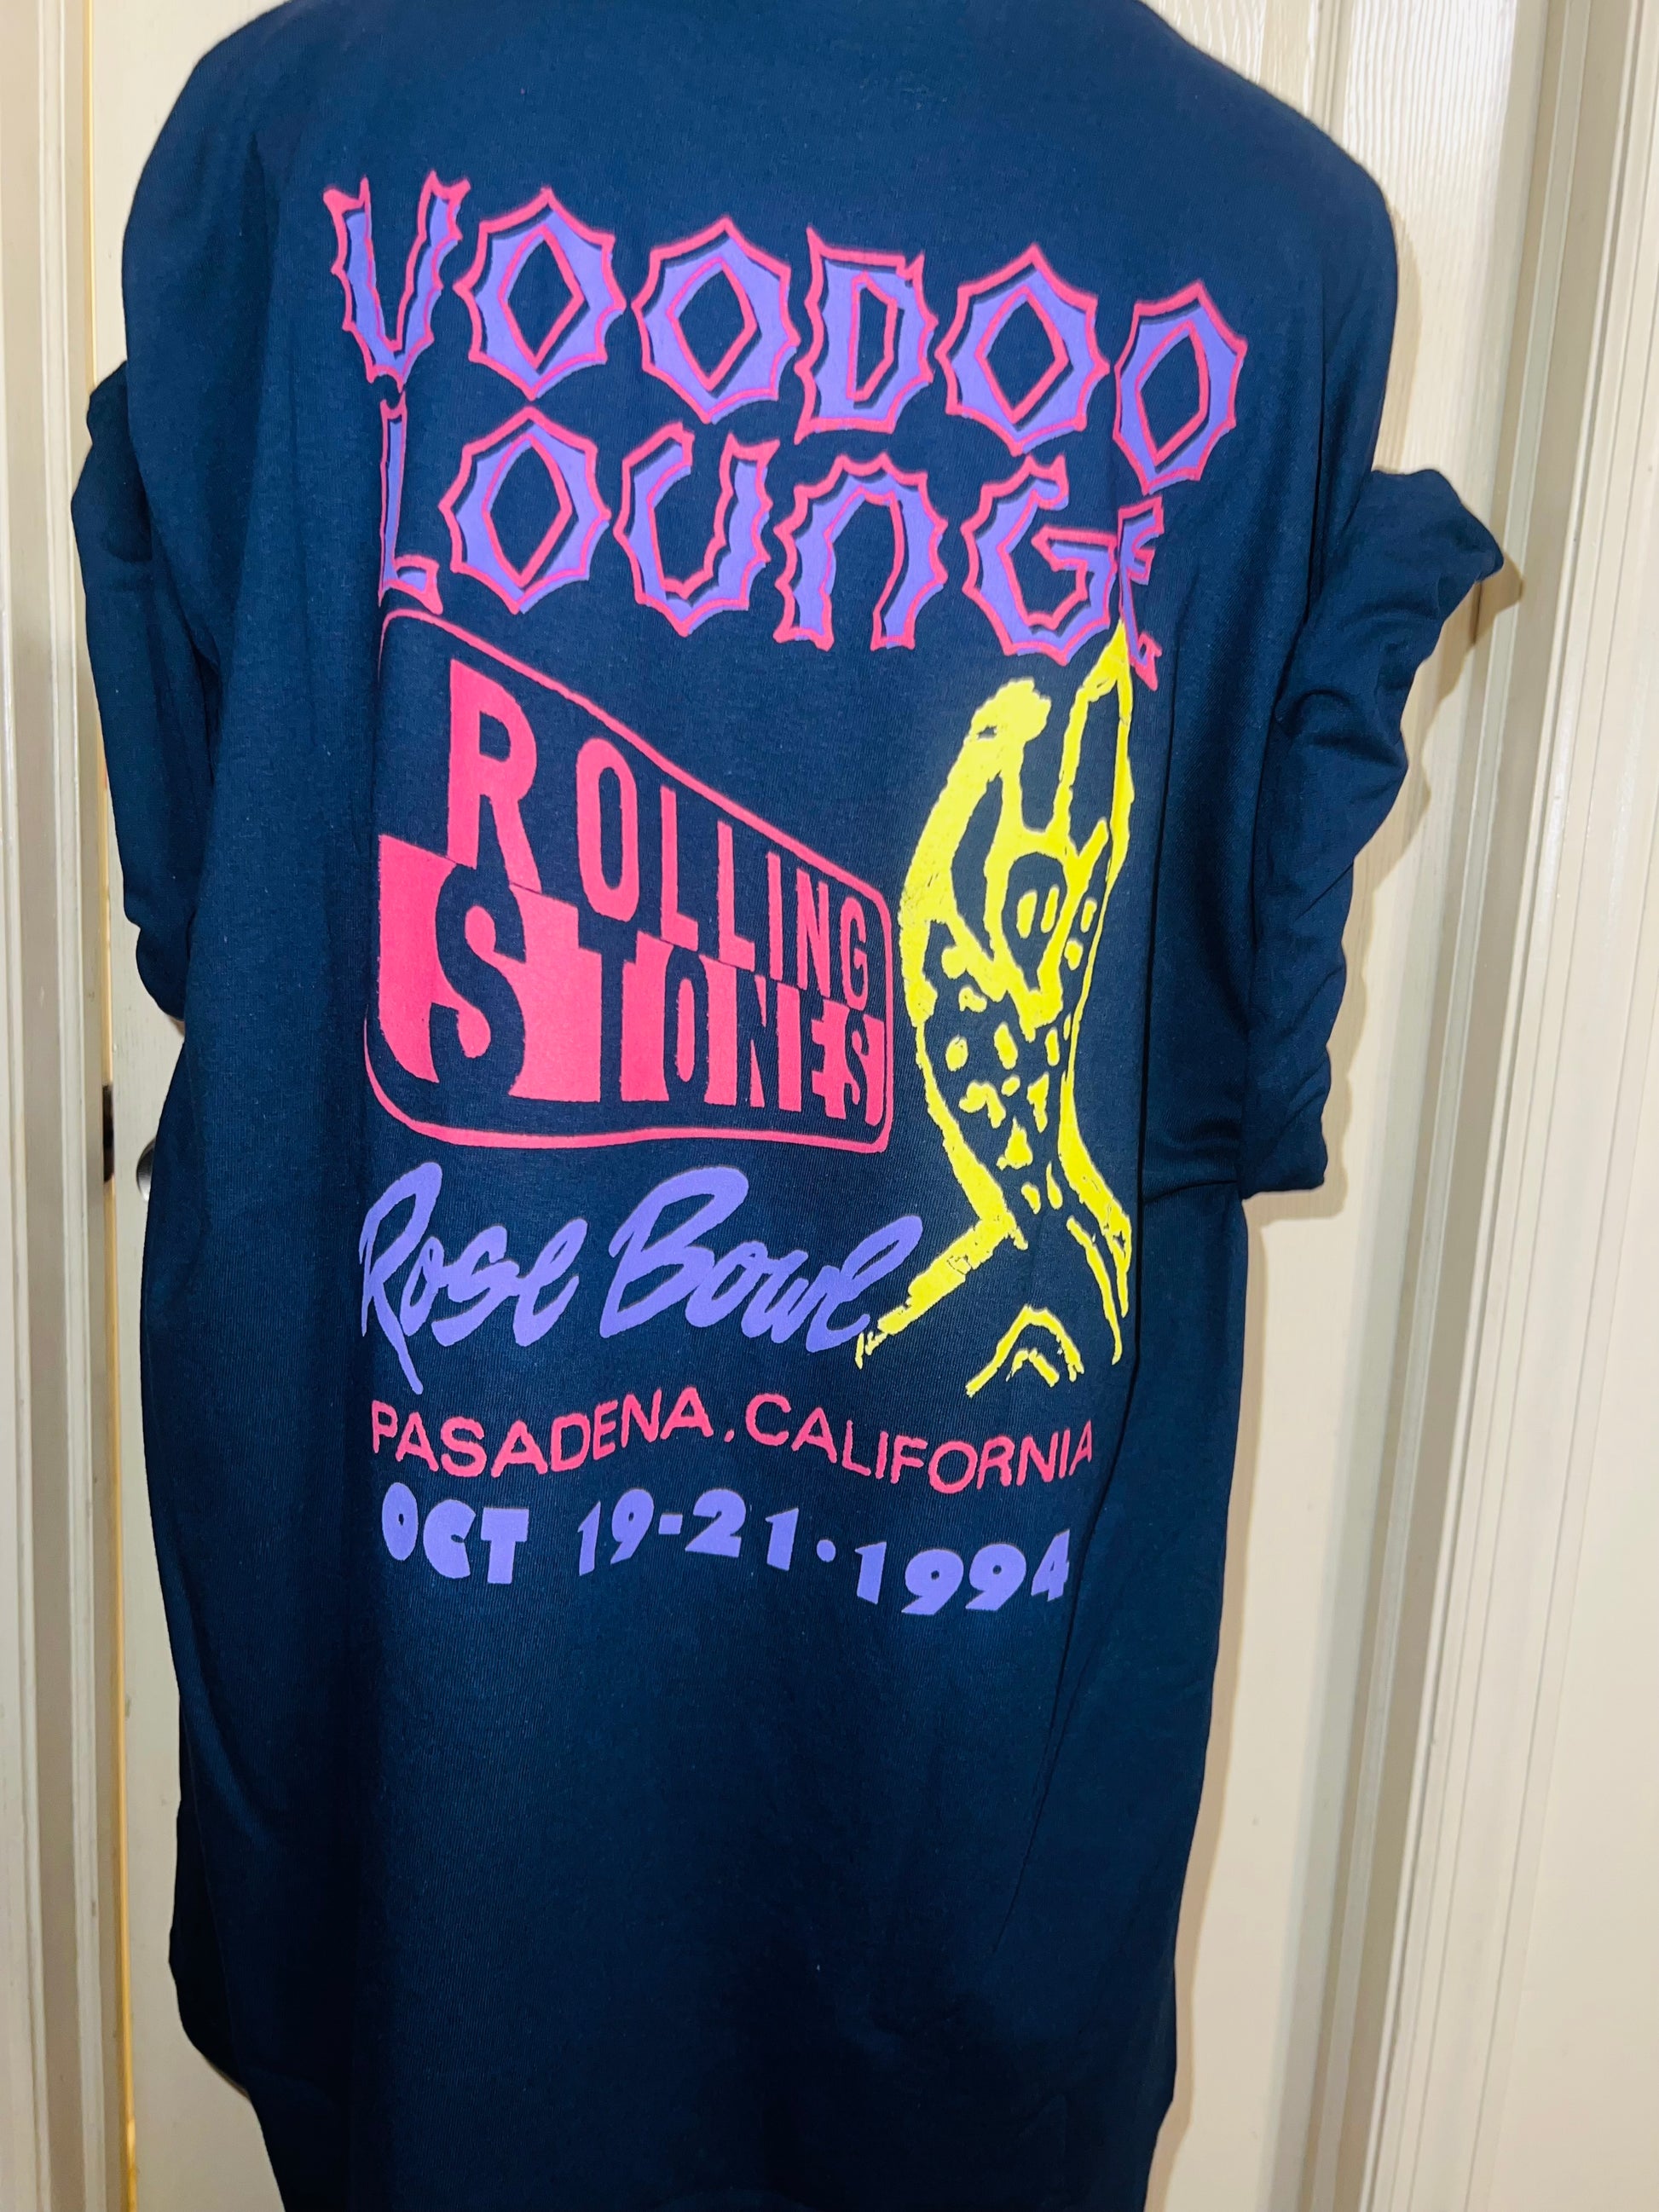 VOODOO
LOUNGE
ROLLING
STONES
Rose Bowl
PASADENA, CALIFORNIA
OCT 19-21•1994